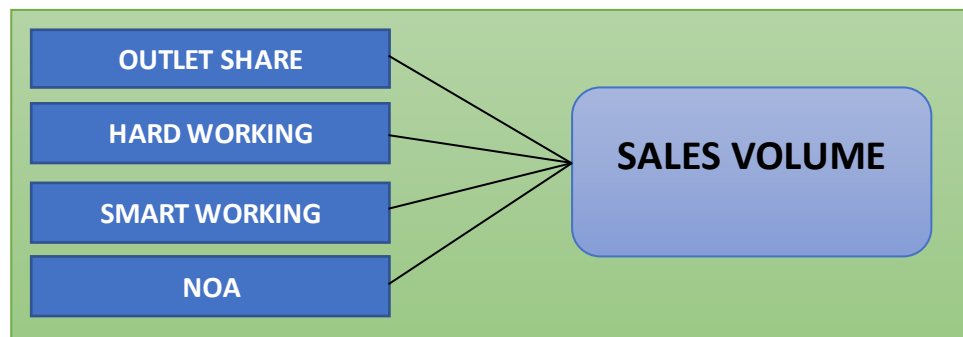 OUTLET SHARE
HARD WORKING
SMART WORKING
NOA
SALES VOLUME